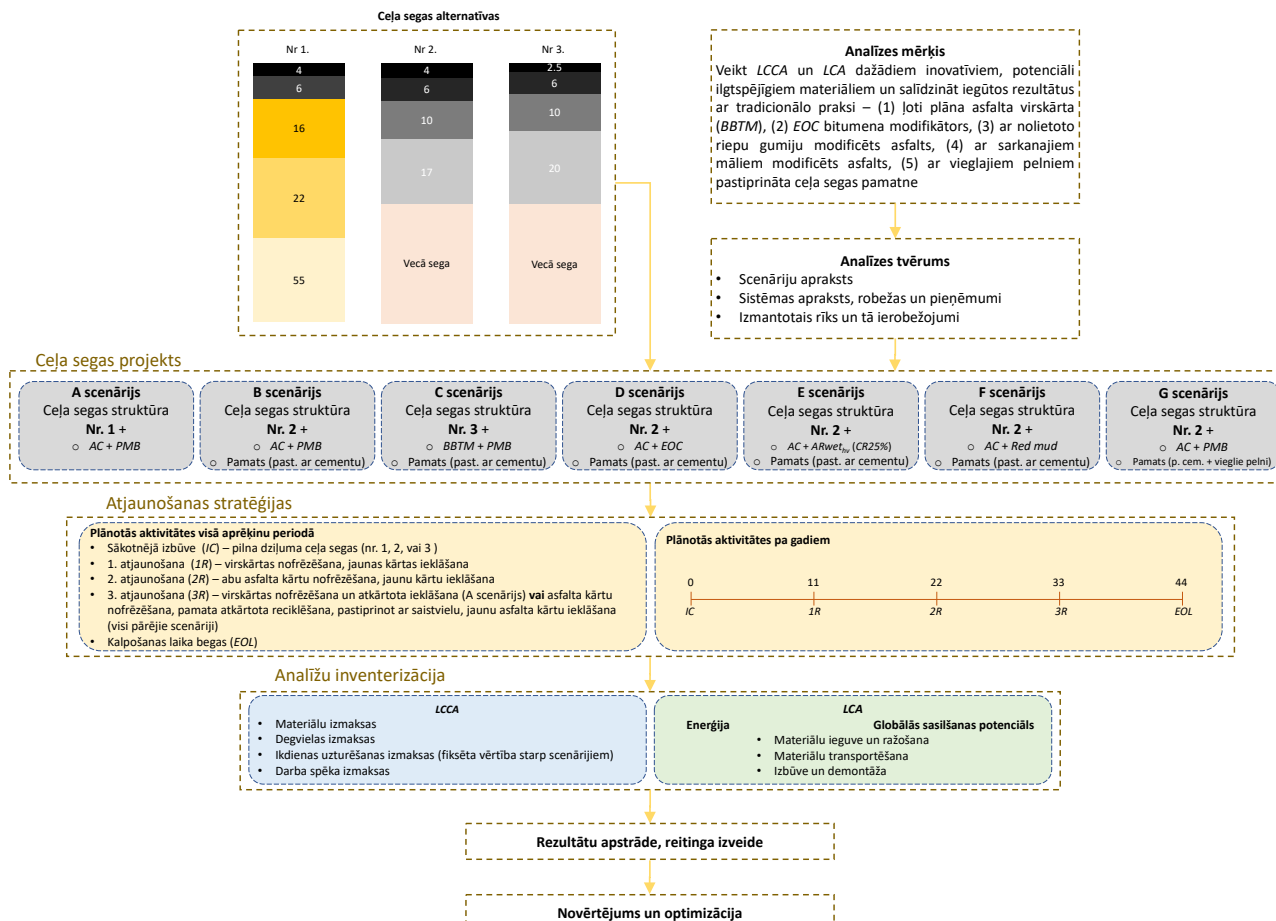 Ceļa segas alternatīvas
Nr 1.
Nr 2.
Nr 3.
4
6
16
22
55
4
6
10
17
Vecā sega
2.5
6
10
20
Vecā sega
Analīzes mērķis
Veikt LCCA un LCA dažādiem inovatīviem, potenciāli
ilgtspējīgiem materiāliem un salīdzināt iegūtos rezultātus
ar tradicionālo praksi – (1) ļoti plāna asfalta virskārta
(BBTM), (2) EOC bitumena modifikātors, (3) ar nolietoto
riepu gumiju modificēts asfalts, (4) ar sarkanajiem
māliem modificēts asfalts, (5) ar vieglajiem pelniem
pastiprināta ceļa segas pamatne
Analīzes tvērums
• Scenāriju apraksts
• Sistēmas apraksts, robežas un pieņēmumi
• Izmantotais rīks un tā ierobežojumi
Ceļa segas projekts
A scenārijs
Ceļa segas struktūra
Nr. 1 +
o AC + PMB
B scenārijs
Ceļa segas struktūra
Nr. 2 +
o AC + PMB
o Pamats (past. ar cementu)
C scenārijs
Ceļa segas struktūra
Nr. 3 +
o BBTM + PMB
o Pamats (past. ar cementu)
D scenārijs
Ceļa segas struktūra
Nr. 2 +
o AC + EOC
o Pamats (past. ar cementu)
E scenārijs
Ceļa segas struktūra
Nr. 2 +
o AC + ARwethv (CR25%)
o Pamats (past. ar cementu)
F scenārijs
Ceļa segas struktūra
Nr. 2 +
o AC + Red mud
o Pamats (past. ar cementu)
G scenārijs
Ceļa segas struktūra
Nr. 2 +
o AC + PMB
o Pamats (p. cem. + vieglie pelni)
Atjaunošanas stratēģijas
Plānotās aktivitātes visā aprēķinu periodā
• Sākotnējā izbūve (IC) – pilna dziļuma ceļa segas (nr. 1, 2, vai 3 )
• 1. atjaunošana (1R) – virskārtas nofrēzēšana, jaunas kārtas ieklāšana
• 2. atjaunošana (2R) – abu asfalta kārtu nofrēzēšana, jaunu kārtu ieklāšana
• 3. atjaunošana (3R) – virskārtas nofrēzēšana un atkārtota ieklāšana (A scenārijs) vai asfalta kārtu
nofrēzēšana, pamata atkārtota reciklēšana, pastiprinot ar saistvielu, jaunu asfalta kārtu ieklāšana
(visi pārējie scenāriji)
• Kalpošanas laika begas (EOL)
Plānotās aktivitātes pa gadiem
0 11 22 33 44
IC 1R 2R 3R EOL
Analīžu inventerizācija
LCCA
• Materiālu izmaksas
• Degvielas izmaksas
• Ikdienas uzturēšanas izmaksas (fiksēta vērtība starp scenārijiem)
• Darba spēka izmaksas
LCA
Enerģija Globālās sasilšanas potenciāls
• Materiālu ieguve un ražošana
• Materiālu transportēšana
• Izbūve un demontāža
Rezultātu apstrāde, reitinga izveide
Novērtējums un optimizācija